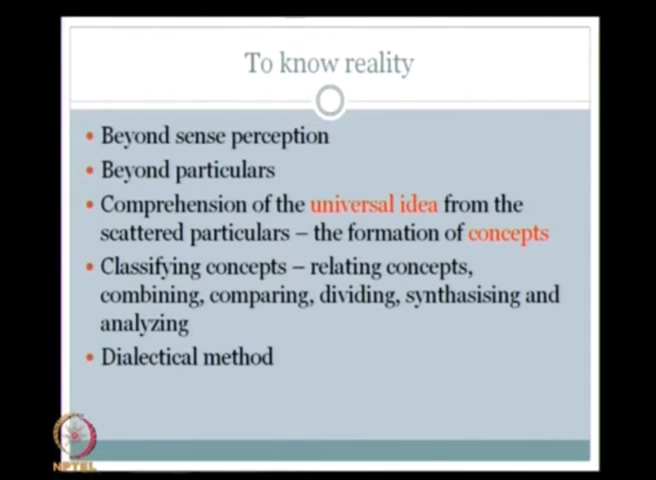 To know reality
• Beyond sense perception
• Beyond particulars
• Comprehension of the universal idea from the
scattered particulars – the formation of concepts
• Classifying concepts – relating concepts,
combining, comparing, dividing, synthasising and
analyzing
• Dialectical method
NPTEL